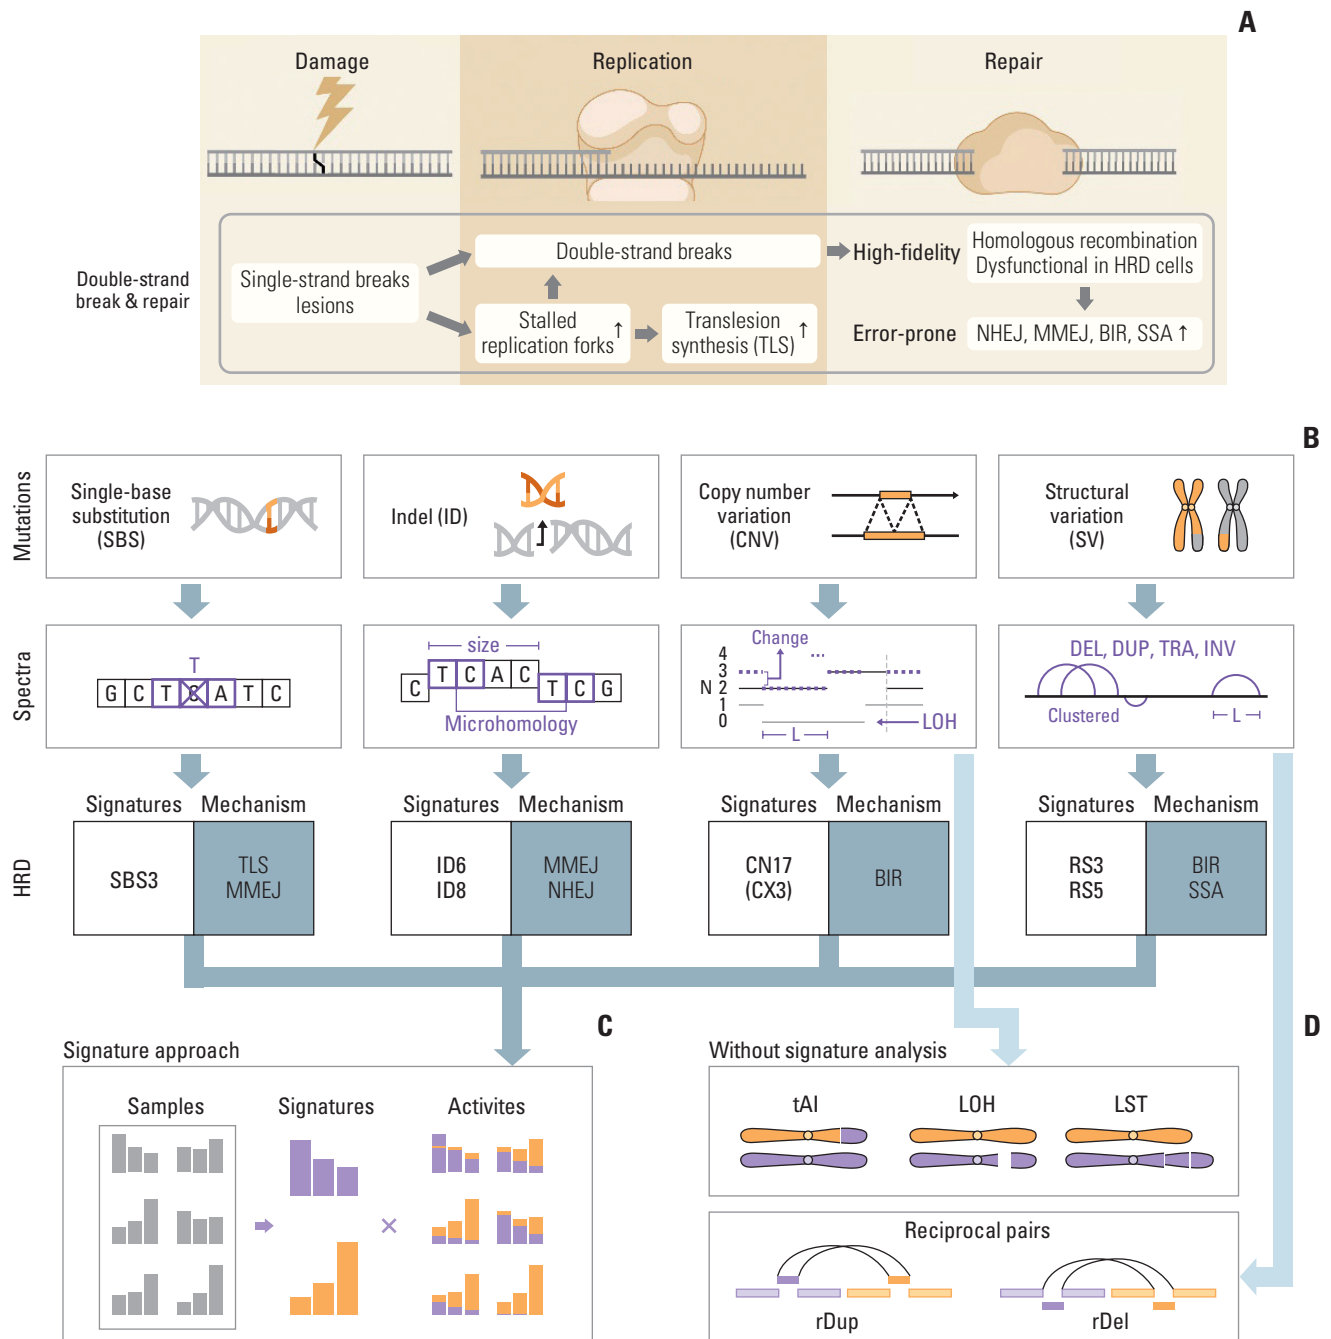 A
Damage
Replication
Repair
Double-strand
break & repair
Single-strand breaks
lesions
Double-strand breaks
Stalled
replication forks ↑
Translesion
synthesis (TLS) ↑
High-fidelity
Homologous recombination
Dysfunctional in HRD cells
Error-prone
NHEJ, MMEJ, BIR, SSA ↑
B
Mutations
Single-base
substitution
(SBS)
Indel (ID)
Copy number
variation
(CNV)
Structural
variation
(SV)
Spectra
T
G C T C A T C
size
C T C A C T C G
Microhomology
Change
N
4
3
2
1
0
L
LOH
DEL, DUP, TRA, INV
Clustered
L
HRD
Signatures Mechanism
SBS3
TLS
MMEJ
Signatures Mechanism
ID6
ID8
MMEJ
NHEJ
Signatures Mechanism
CN17
(CX3)
BIR
Signatures Mechanism
RS3
RS5
BIR
SSA
C
Signature approach
Samples
Signatures
Activites
×
D
Without signature analysis
tAI
LOH
LST
Reciprocal pairs
rDup
rDel